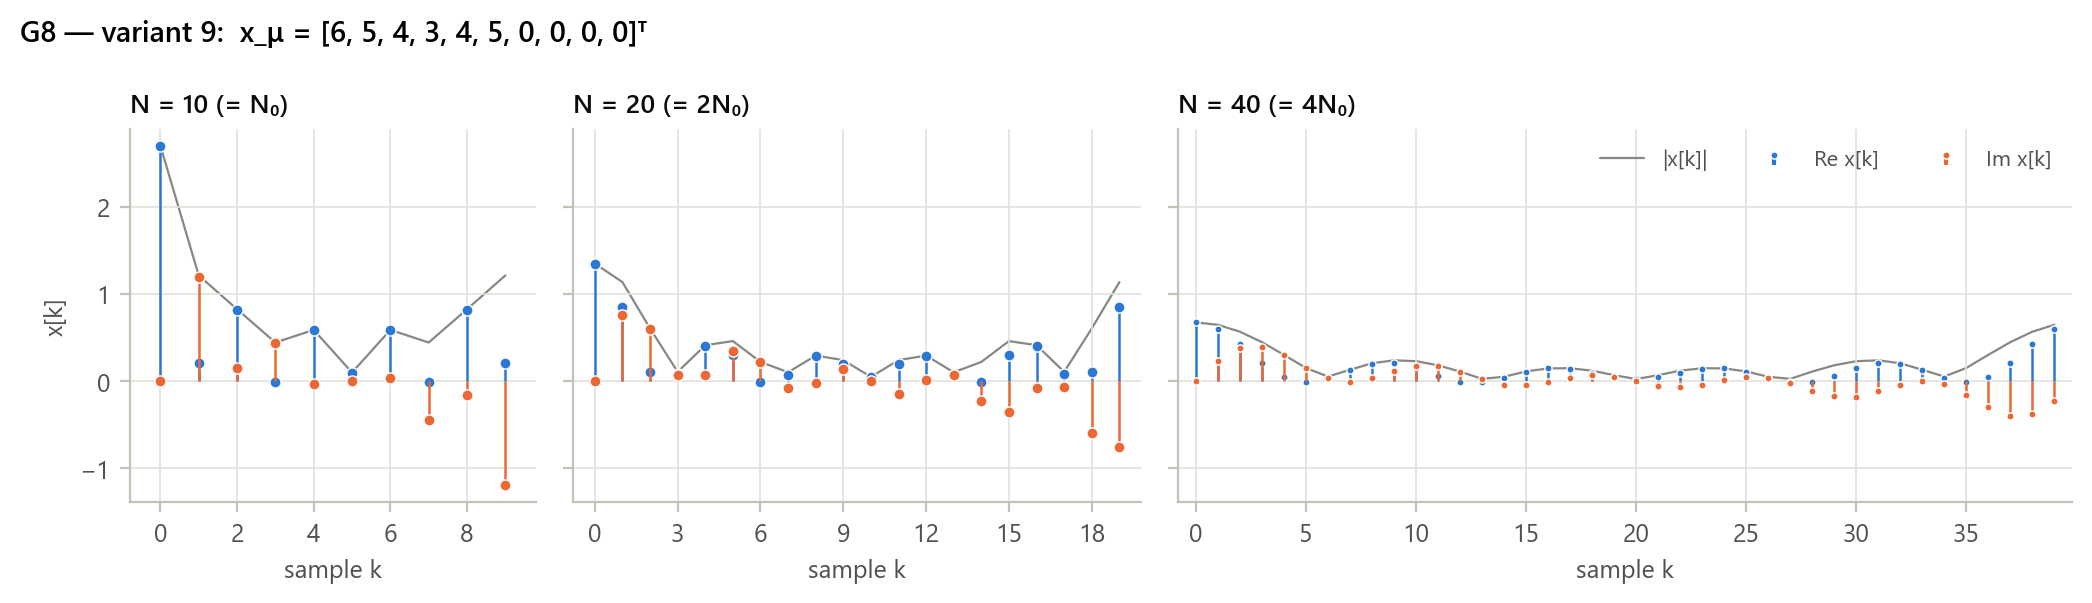 G8 — variant 9:  x_μ = [6, 5, 4, 3, 4, 5, 0, 0, 0, 0]ᵀ
N = 10 (= N₀)
N = 20 (= 2N₀)
N = 40 (= 4N₀)
|x[k]|
Re x[k]
Im x[k]
x[k]
2
1
0
−1
0 2 4 6 8
0 3 6 9 12 15 18
0 5 10 15 20 25 30 35
sample k
sample k
sample k